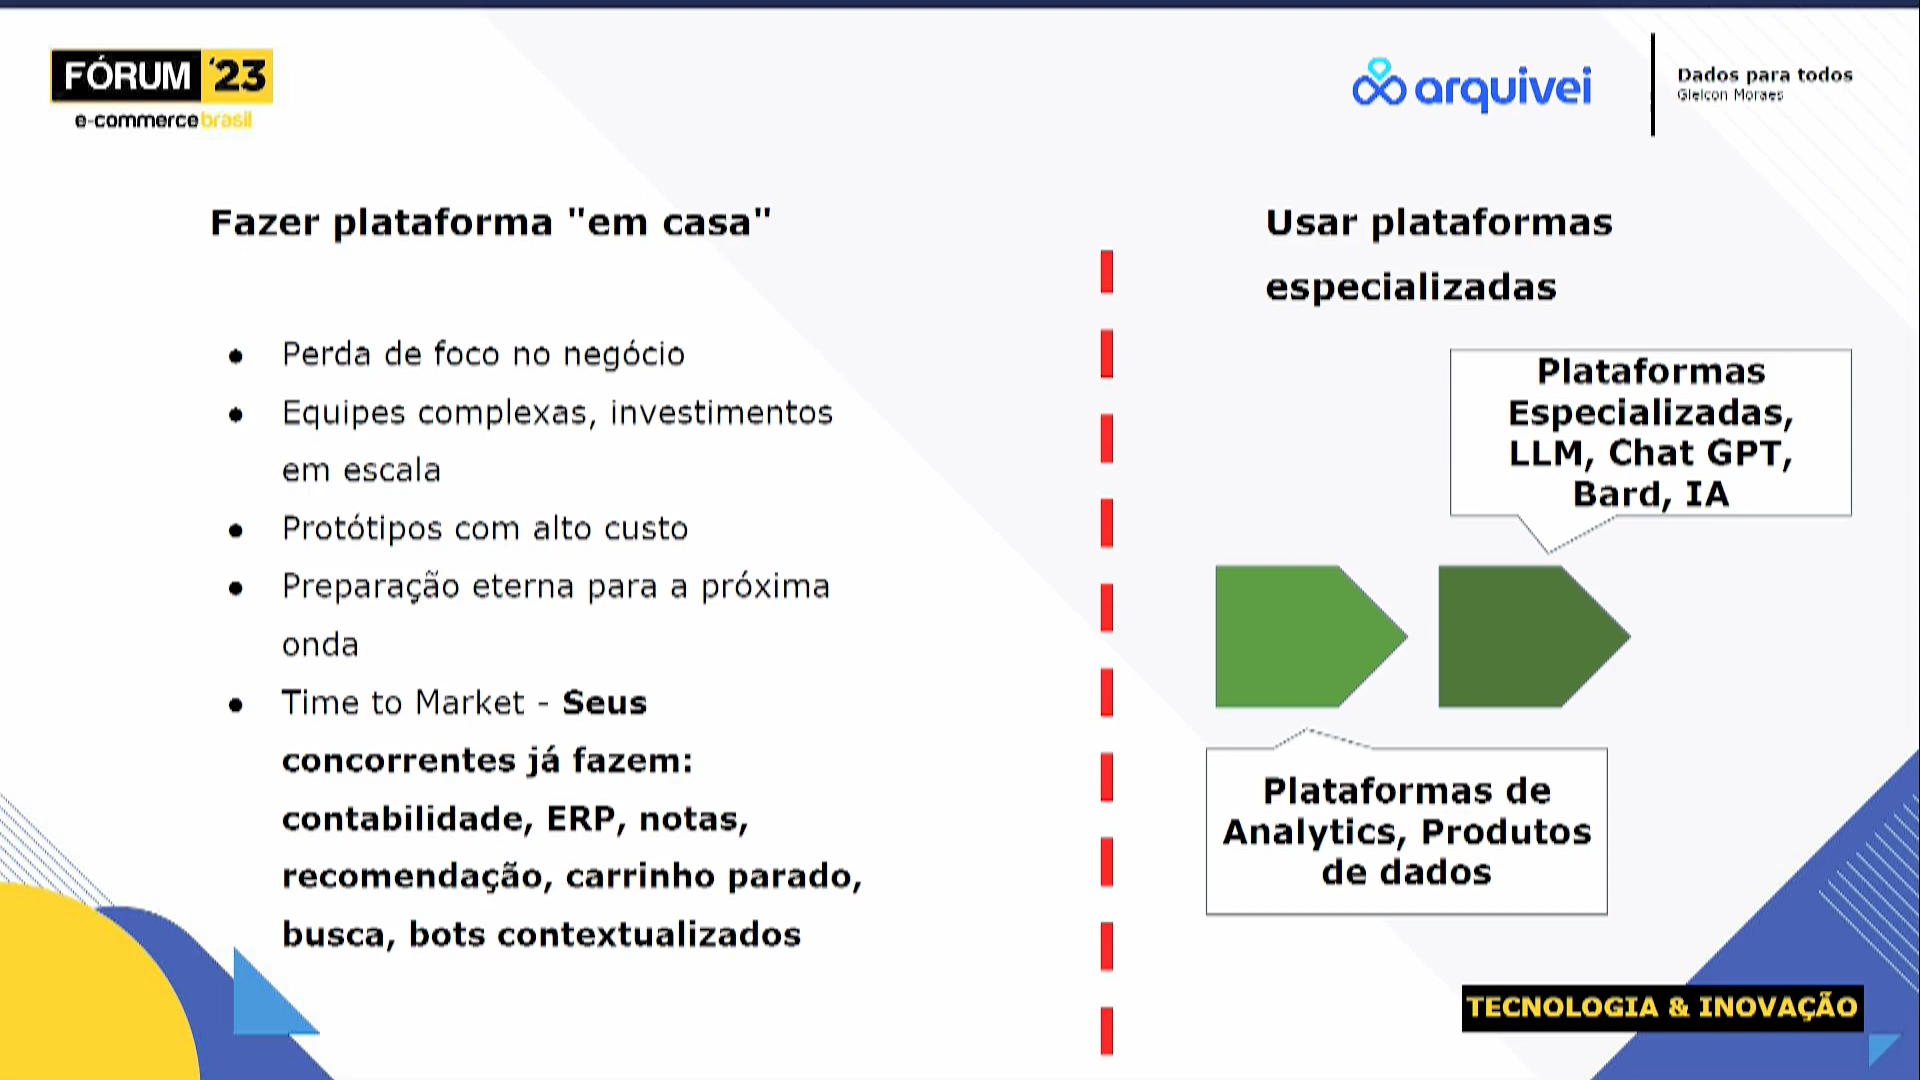 FÓRUM '23
e-commercebrasil
arquivei
Dados para todos
Gleicon Moraes
Fazer plataforma "em casa"
● Perda de foco no negócio
● Equipes complexas, investimentos
em escala
● Protótipos com alto custo
● Preparação eterna para a próxima
onda
● Time to Market - Seus
concorrentes já fazem:
contabilidade, ERP, notas,
recomendação, carrinho parado,
busca, bots contextualizados
Usar plataformas
especializadas
Plataformas
Especializadas,
LLM, Chat GPT,
Bard, IA
Plataformas de
Analytics, Produtos
de dados
TECNOLOGIA & INOVAÇÃO